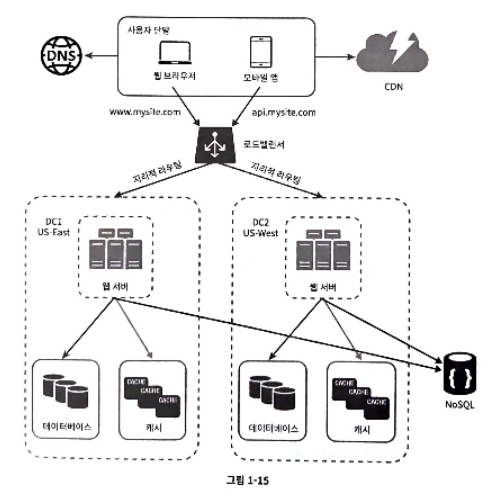 사용자 단말
DNS
웹 브라우저
모바일 앱
CDN
www.mysite.com
api.mysite.com
로드밸런서
지리적 라우팅
지리적 라우팅
DC1
US-East
DC2
US-West
웹 서버
웹 서버
CACHE
CACHE
CACHE
데이터베이스
캐시
CACHE
CACHE
CACHE
데이터베이스
캐시
{ }
NoSQL
그림 1-15